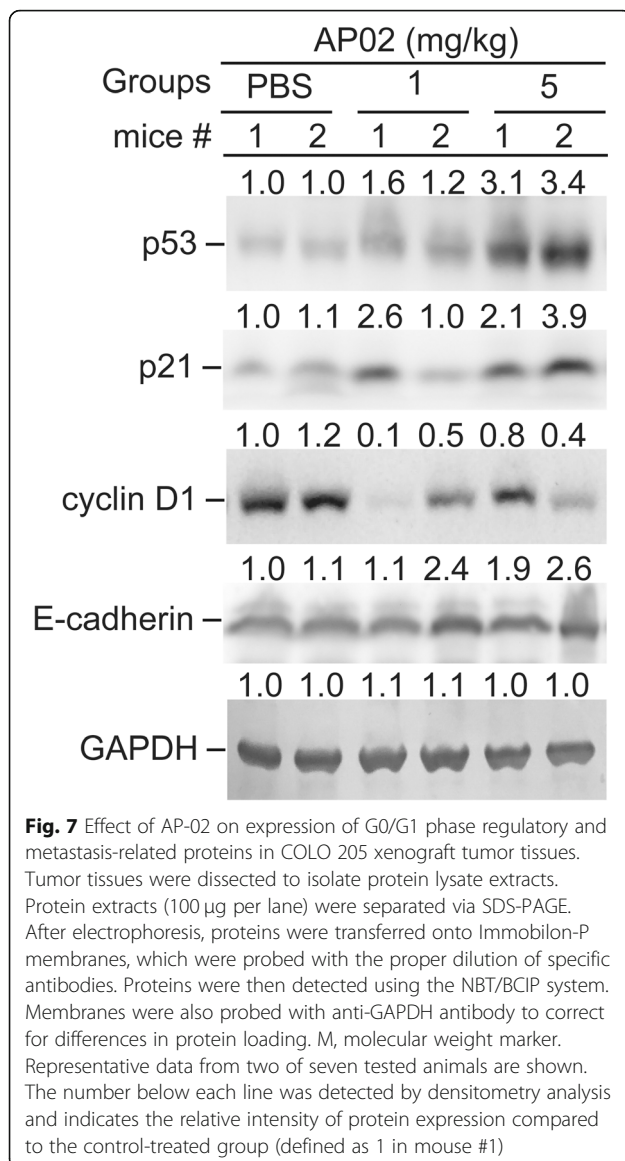 AP02 (mg/kg)
Groups PBS 1 5
mice # 1 2 1 2 1 2
1.0 1.0 1.6 1.2 3.1 3.4
p53 –
1.0 1.1 2.6 1.0 2.1 3.9
p21 –
1.0 1.2 0.1 0.5 0.8 0.4
cyclin D1 –
1.0 1.1 1.1 2.4 1.9 2.6
E-cadherin –
1.0 1.0 1.1 1.1 1.0 1.0
GAPDH –
Fig. 7 Effect of AP-02 on expression of G0/G1 phase regulatory and
metastasis-related proteins in COLO 205 xenograft tumor tissues.
Tumor tissues were dissected to isolate protein lysate extracts.
Protein extracts (100 μg per lane) were separated via SDS-PAGE.
After electrophoresis, proteins were transferred onto Immobilon-P
membranes, which were probed with the proper dilution of specific
antibodies. Proteins were then detected using the NBT/BCIP system.
Membranes were also probed with anti-GAPDH antibody to correct
for differences in protein loading. M, molecular weight marker.
Representative data from two of seven tested animals are shown.
The number below each line was detected by densitometry analysis
and indicates the relative intensity of protein expression compared
to the control-treated group (defined as 1 in mouse #1)